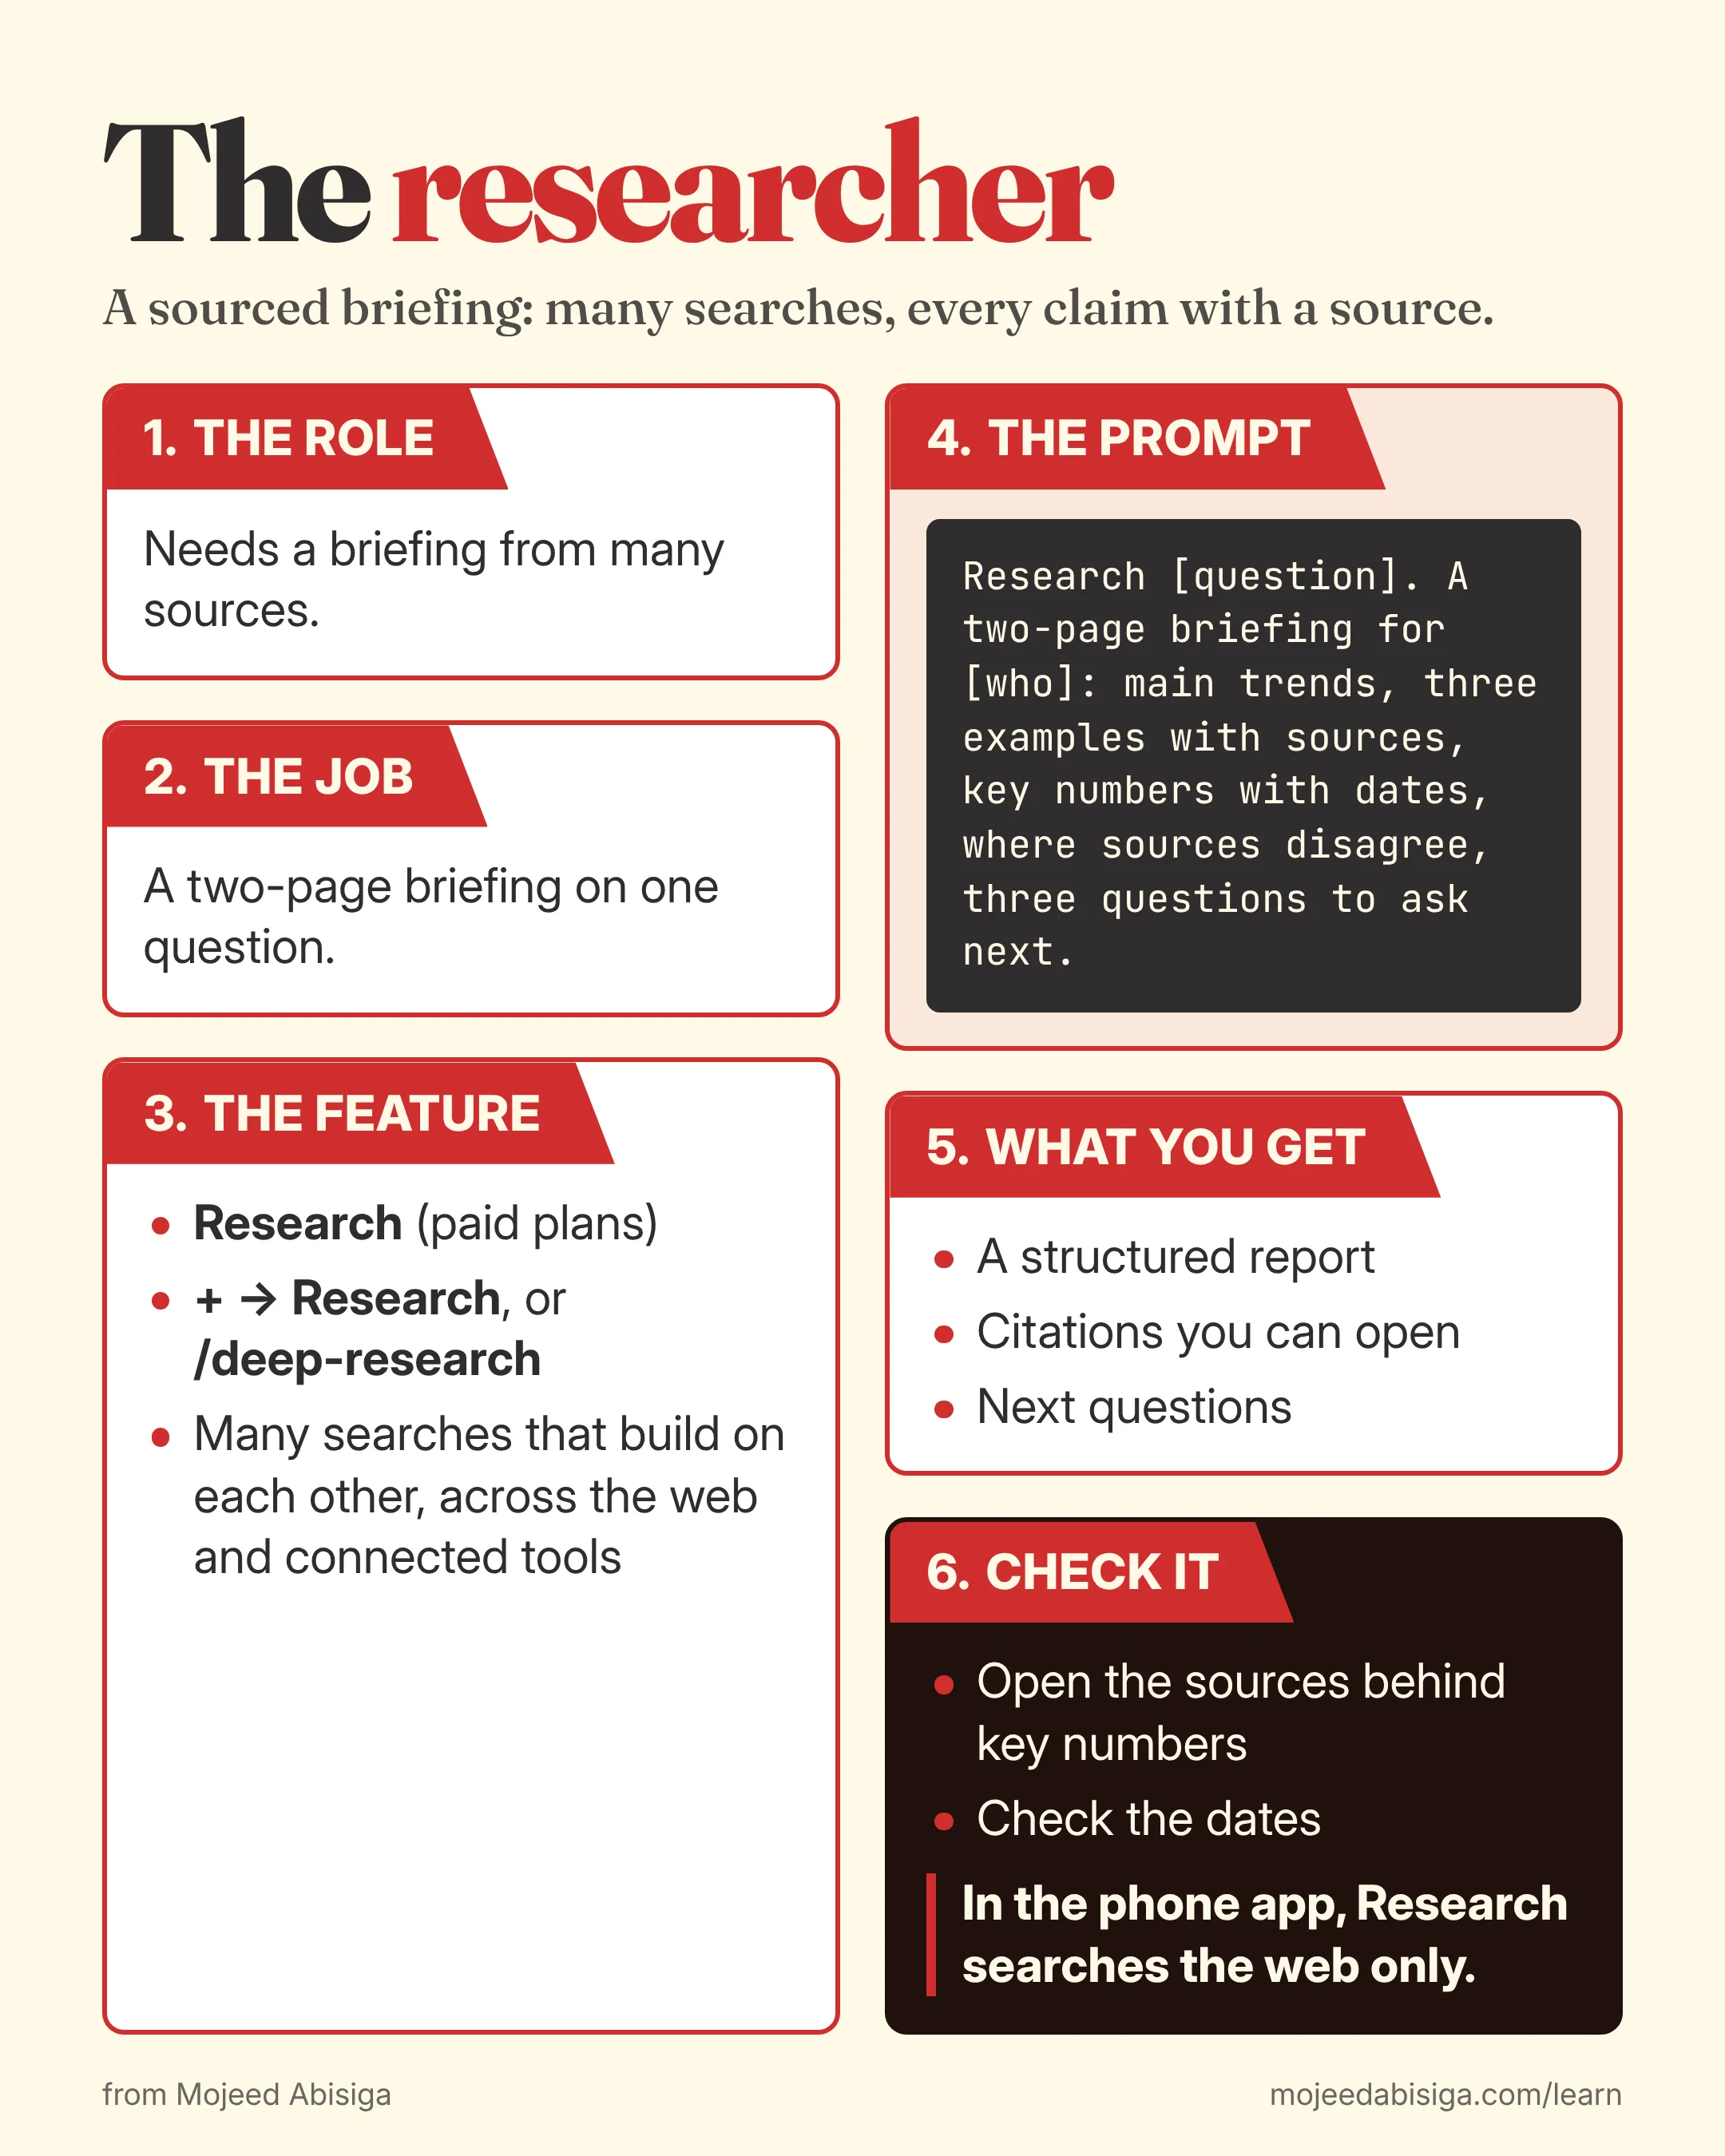 The researcher
A sourced briefing: many searches, every claim with a source.
1. THE ROLE
Needs a briefing from many
sources.
2. THE JOB
A two-page briefing on one
question.
3. THE FEATURE
• Research (paid plans)
• + → Research, or
/deep-research
• Many searches that build on
each other, across the web
and connected tools
4. THE PROMPT
Research [question]. A
two-page briefing for
[who]: main trends, three
examples with sources,
key numbers with dates,
where sources disagree,
three questions to ask
next.
5. WHAT YOU GET
• A structured report
• Citations you can open
• Next questions
6. CHECK IT
• Open the sources behind
key numbers
• Check the dates
In the phone app, Research
searches the web only.
from Mojeed Abisiga
mojeedabisiga.com/learn